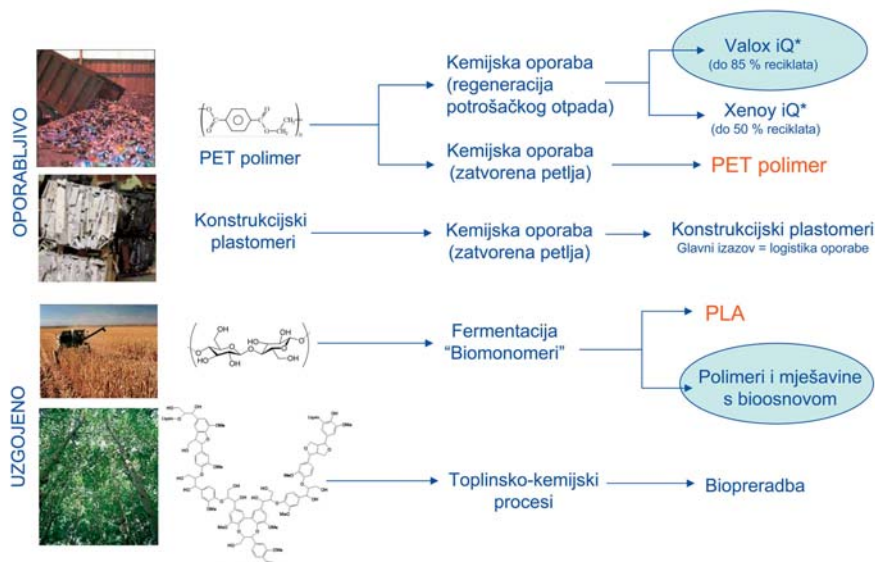 OPORABLJIVO
PET polimer
Kemijska oporaba
(regeneracija
potrošačkog otpada)
Valox iQ*
(do 85 % reciklata)
Xenoy iQ*
(do 50 % reciklata)
Kemijska oporaba
(zatvorena petlja)
PET polimer
Konstrukcijski
plastomeri
Kemijska oporaba
(zatvorena petlja)
Konstrukcijski plastomeri
Glavni izazov = logistika oporabe
UZGOJENO
Fermentacija
“Biomonomeri”
PLA
Polimeri i mješavine
s bioosnovom
Toplinsko-kemijski
procesi
Biopreradba